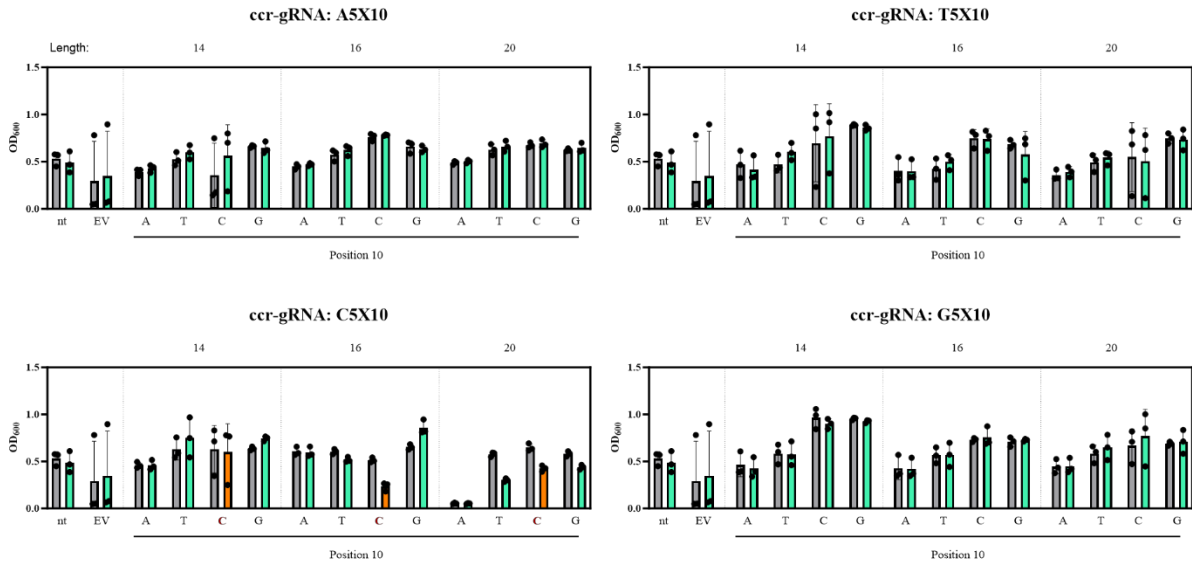 ccr-gRNA: A5X10
Length: 14 16 20
1.5
1.0
0.5
0.0
OD600
nt EV A T C G A T C G A T C G
Position 10
ccr-gRNA: T5X10
14 16 20
1.5
1.0
0.5
0.0
OD600
nt EV A T C G A T C G A T C G
Position 10
ccr-gRNA: C5X10
14 16 20
1.5
1.0
0.5
0.0
OD600
nt EV A T C G A T C G A T C G
Position 10
ccr-gRNA: G5X10
14 16 20
1.5
1.0
0.5
0.0
OD600
nt EV A T C G A T C G A T C G
Position 10